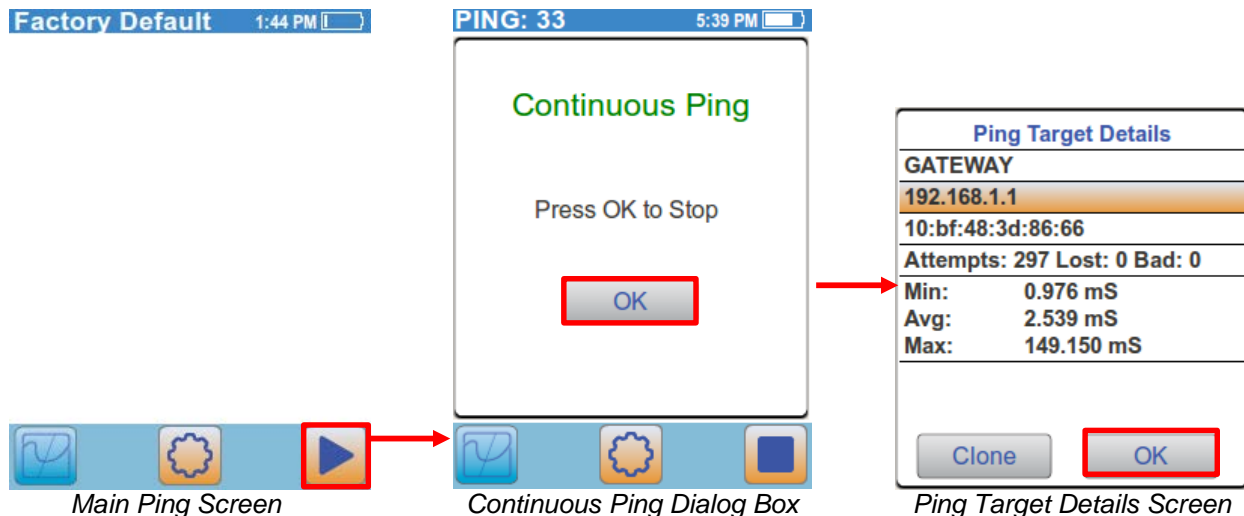 Factory Default 1:44 PM
Main Ping Screen
PING: 33 5:39 PM
Continuous Ping
Press OK to Stop
OK
Continuous Ping Dialog Box
Ping Target Details
GATEWAY
192.168.1.1
10:bf:48:3d:86:66
Attempts: 297 Lost: 0 Bad: 0
Min: 0.976 mS
Avg: 2.539 mS
Max: 149.150 mS
Clone OK
Ping Target Details Screen